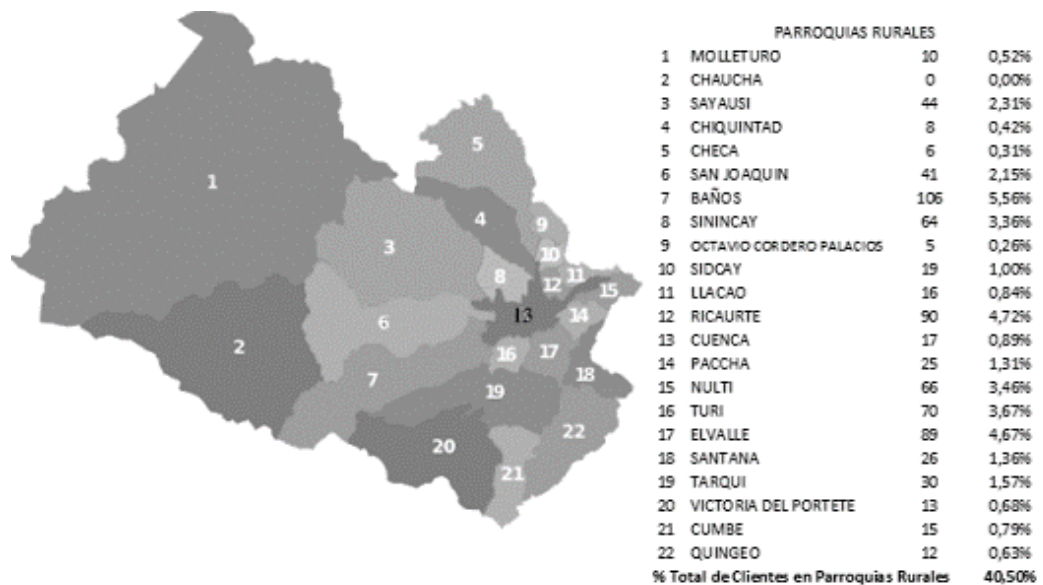 PARROQUIAS RURALES
1 MOLLETURO 10 0,52%
2 CHAUCHA 0 0,00%
3 SAYAUSI 44 2,31%
4 CHIQUINTAD 8 0,42%
5 CHECA 6 0,31%
6 SAN JOAQUIN 41 2,15%
7 BAÑOS 106 5,56%
8 SININCAY 64 3,36%
9 OCTAVIO CORDERO PALACIOS 5 0,26%
10 SIDCAY 19 1,00%
11 LLACAO 16 0,84%
12 RICAURTE 90 4,72%
13 CUENCA 17 0,89%
14 PACCHA 25 1,31%
15 NULTI 66 3,46%
16 TURI 70 3,67%
17 ELVALLE 89 4,67%
18 SANTANA 26 1,36%
19 TARQUI 30 1,57%
20 VICTORIA DEL PORTETE 13 0,68%
21 CUMBE 15 0,79%
22 QUINGEO 12 0,63%
% Total de Clientes en Parroquias Rurales 40,50%
5
1
4
9
3
10
8
11
12
15
13
14
6
16
17
2
7
18
19
22
20
21